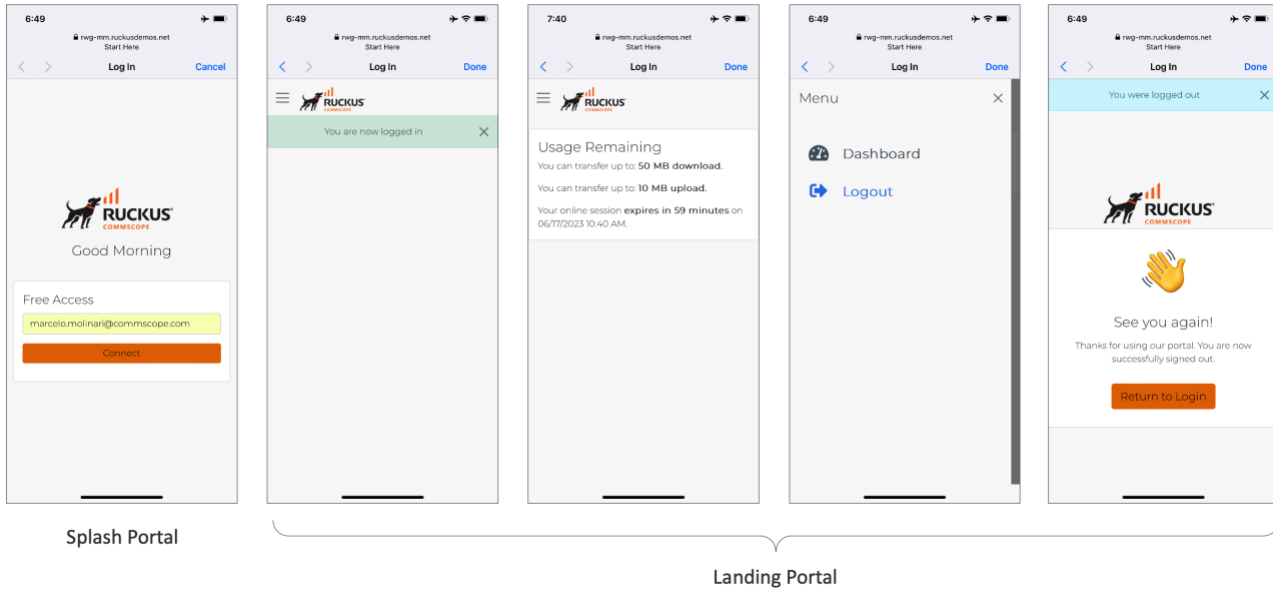 6:49
rwg-mm.ruckusdemos.net
Start Here
Log In
Cancel
RUCKUS®
COMMSCOPE
Good Morning
Free Access
marcelo.molinari@commscope.com
Connect
Splash Portal
6:49
rwg-mm.ruckusdemos.net
Start Here
Log In
Done
RUCKUS®
COMMSCOPE
You are now logged in
7:40
rwg-mm.ruckusdemos.net
Start Here
Log In
Done
RUCKUS®
COMMSCOPE
Usage Remaining
You can transfer up to: 50 MB download.
You can transfer up to: 10 MB upload.
Your online session expires in 59 minutes on
06/17/2023 10:40 AM.
6:49
rwg-mm.ruckusdemos.net
Start Here
Log In
Done
Menu
Dashboard
Logout
6:49
rwg-mm.ruckusdemos.net
Start Here
Log In
Done
You were logged out
RUCKUS®
COMMSCOPE
See you again!
Thanks for using our portal. You are now
successfully signed out.
Return to Login
Landing Portal